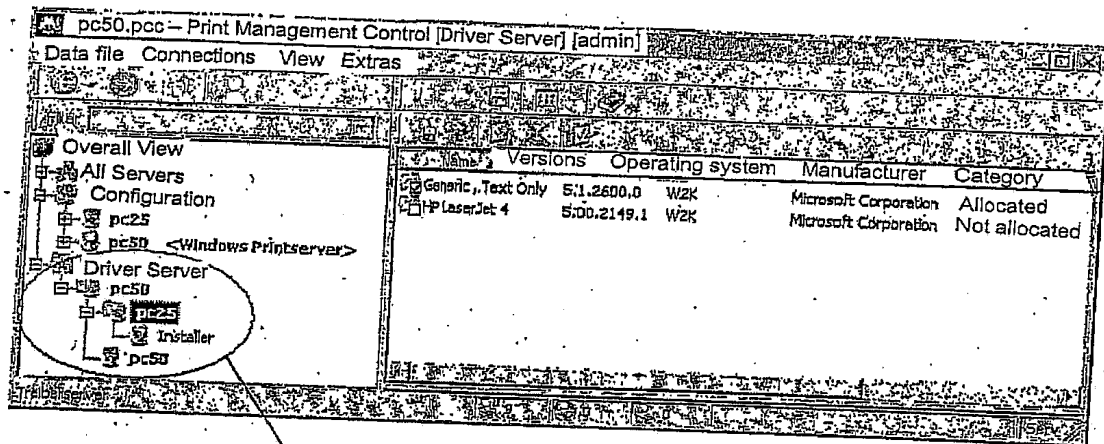 pc50.pcc – Print Management Control [Driver Server] [admin]
Data file Connections View Extras
Overall View
All Servers
Configuration
pc25
pc50 <Windows Printserver>
Driver Server
pc50
pc25
Installer
pc50
Name Versions Operating system Manufacturer Category
Generic , Text Only 5.1.2600.0 W2K Microsoft Corporation Allocated
HP LaserJet 4 5.00.2149.1 W2K Microsoft Corporation Not allocated